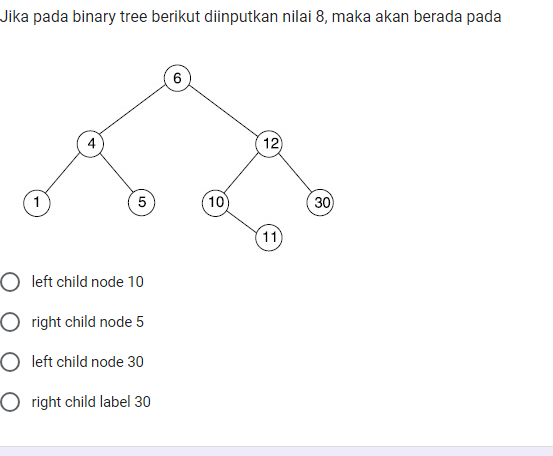 Jika pada binary tree berikut diinputkan nilai 8, maka akan berada pada
6
4
12
1
5
10
30
11
left child node 10
right child node 5
left child node 30
right child label 30